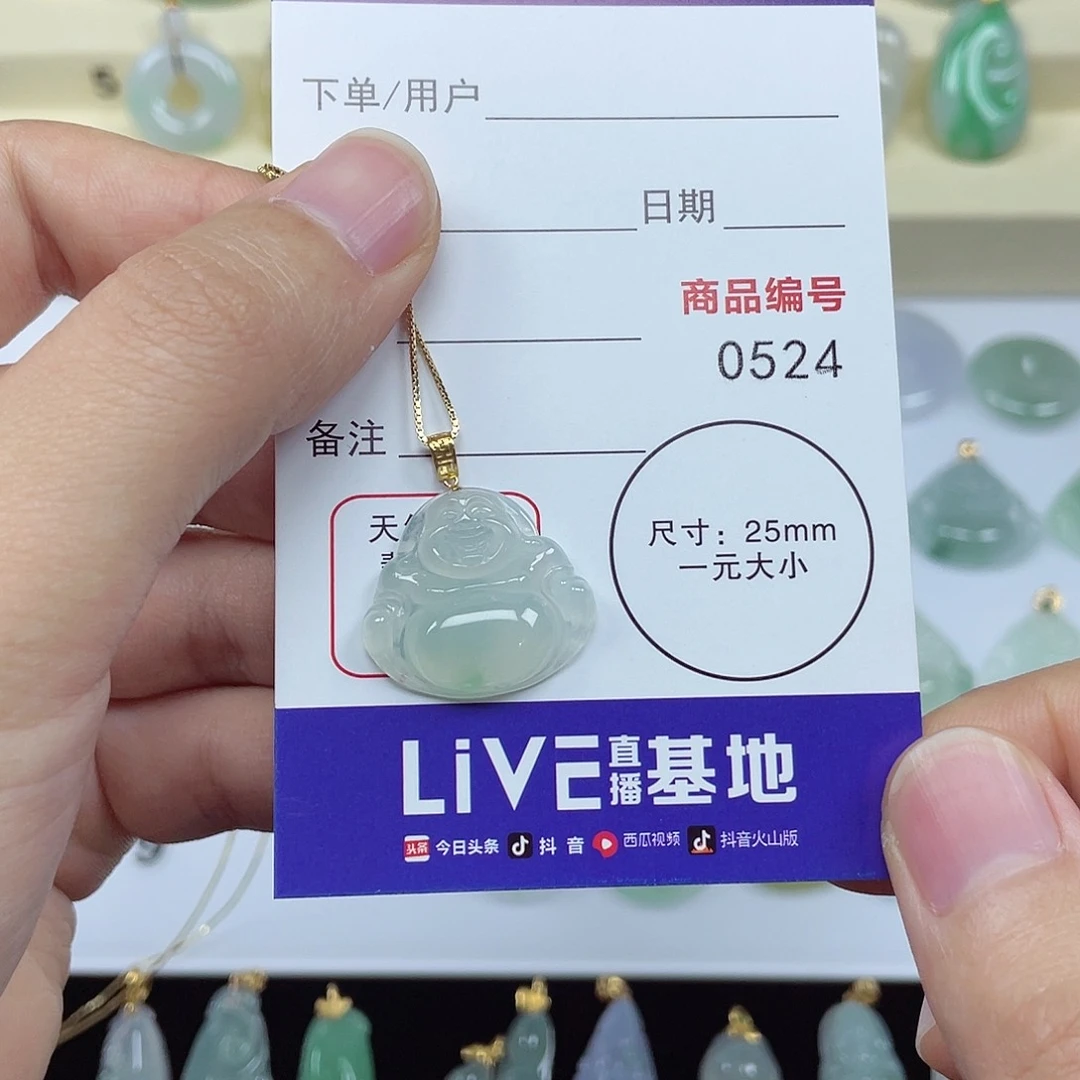 下单/用户
日期
商品编号
0524
备注
天
尺寸：25mm
一元大小
LiVE直播基地
头条 今日头条 抖音 西瓜视频 抖音火山版